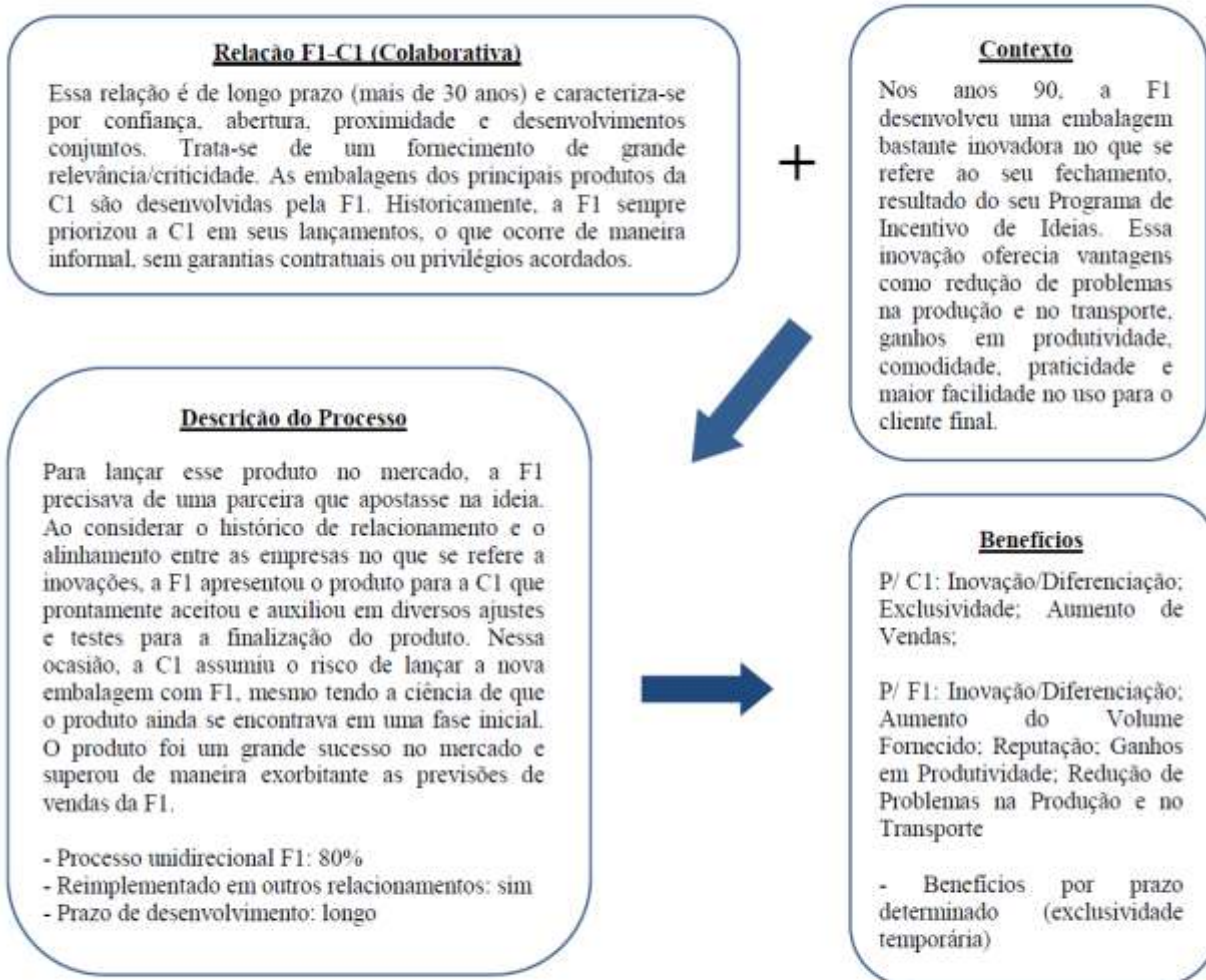 Relação F1-C1 (Colaborativa)
Essa relação é de longo prazo (mais de 30 anos) e caracteriza-se
por confiança, abertura, proximidade e desenvolvimentos
conjuntos. Trata-se de um fornecimento de grande
relevância/criticidade. As embalagens dos principais produtos da
C1 são desenvolvidas pela F1. Historicamente, a F1 sempre
priorizou a C1 em seus lançamentos, o que ocorre de maneira
informal, sem garantias contratuais ou privilégios acordados.
+
Contexto
Nos anos 90, a F1
desenvolveu uma embalagem
bastante inovadora no que se
refere ao seu fechamento,
resultado do seu Programa de
Incentivo de Ideias. Essa
inovação oferecia vantagens
como redução de problemas
na produção e no transporte,
ganhos em produtividade,
comodidade, praticidade e
maior facilidade no uso para o
cliente final.
Descrição do Processo
Para lançar esse produto no mercado, a F1
precisava de uma parceira que apostasse na ideia.
Ao considerar o histórico de relacionamento e o
alinhamento entre as empresas no que se refere a
inovações, a F1 apresentou o produto para a C1 que
prontamente aceitou e auxiliou em diversos ajustes
e testes para a finalização do produto. Nessa
ocasião, a C1 assumiu o risco de lançar a nova
embalagem com F1, mesmo tendo a ciência de que
o produto ainda se encontrava em uma fase inicial.
O produto foi um grande sucesso no mercado e
superou de maneira exorbitante as previsões de
vendas da F1.
- Processo unidirecional F1: 80%
- Reimplementado em outros relacionamentos: sim
- Prazo de desenvolvimento: longo
Benefícios
P/ C1: Inovação/Diferenciação;
Exclusividade; Aumento de
Vendas;
P/ F1: Inovação/Diferenciação;
Aumento do Volume
Fornecido; Reputação; Ganhos
em Produtividade; Redução de
Problemas na Produção e no
Transporte
- Benefícios por prazo
determinado (exclusividade
temporária)